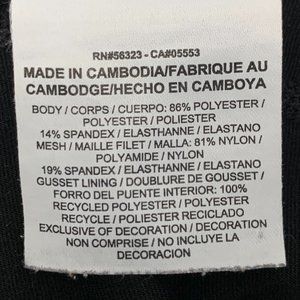 RN#56323 - CA#05553
MADE IN CAMBODIA/FABRIQUE AU
CAMBODGE/HECHO EN CAMBOYA
BODY / CORPS / CUERPO: 86% POLYESTER /
POLYESTER / POLIESTER
14% SPANDEX / ELASTHANNE / ELASTANO
MESH / MAILLE FILET / MALLA: 81% NYLON /
POLYAMIDE / NYLON
19% SPANDEX / ELASTHANNE / ELASTANO
GUSSET LINING / DOUBLURE DE GOUSSET /
FORRO DEL PUENTE INTERIOR: 100%
RECYCLED POLYESTER / POLYESTER
RECYCLE / POLIESTER RECICLADO
EXCLUSIVE OF DECORATION / DECORATION
NON COMPRISE / NO INCLUYE LA
DECORACION